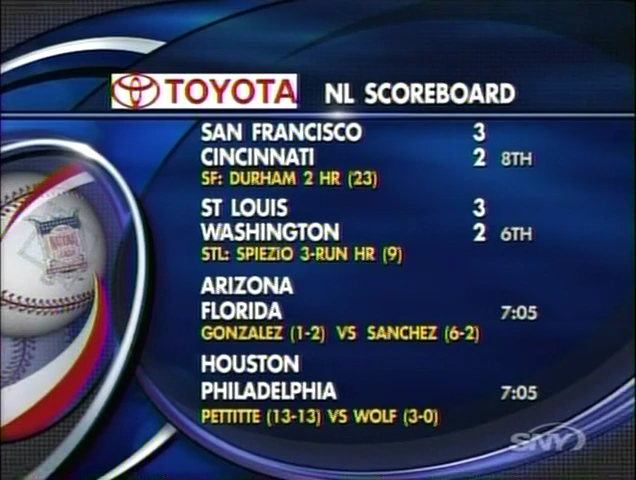 TOYOTA NL SCOREBOARD
SAN FRANCISCO 3
CINCINNATI 2 8TH
SF: DURHAM 2 HR (23)
ST LOUIS 3
WASHINGTON 2 6TH
STL: SPIEZIO 3-RUN HR (9)
ARIZONA
FLORIDA 7:05
GONZALEZ (1-2) VS SANCHEZ (6-2)
HOUSTON
PHILADELPHIA 7:05
PETTITTE (13-13) VS WOLF (3-0)
NATIONAL
SNY